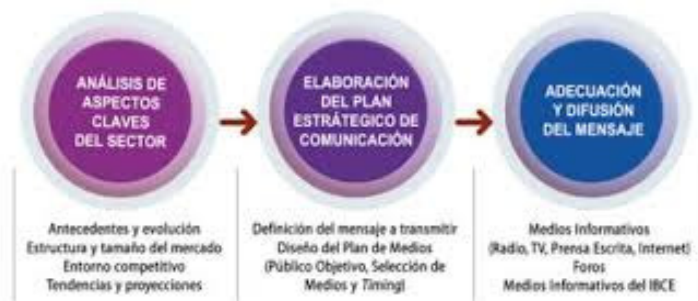 ANÁLISIS DE
ASPECTOS
CLAVES
DEL SECTOR
ELABORACIÓN
DEL PLAN
ESTRATÉGICO DE
COMUNICACIÓN
ADECUACIÓN
Y DIFUSIÓN
DEL MENSAJE
Antecedentes y evolución
Estructura y tamaño del mercado
Entorno competitivo
Tendencias y proyecciones
Definición del mensaje a transmitir
Diseño del Plan de Medios
(Público Objetivo, Selección de
Medios y Timing)
Medios Informativos
(Radio, TV, Prensa Escrita, Internet)
Foros
Medios Informativos del IBCE